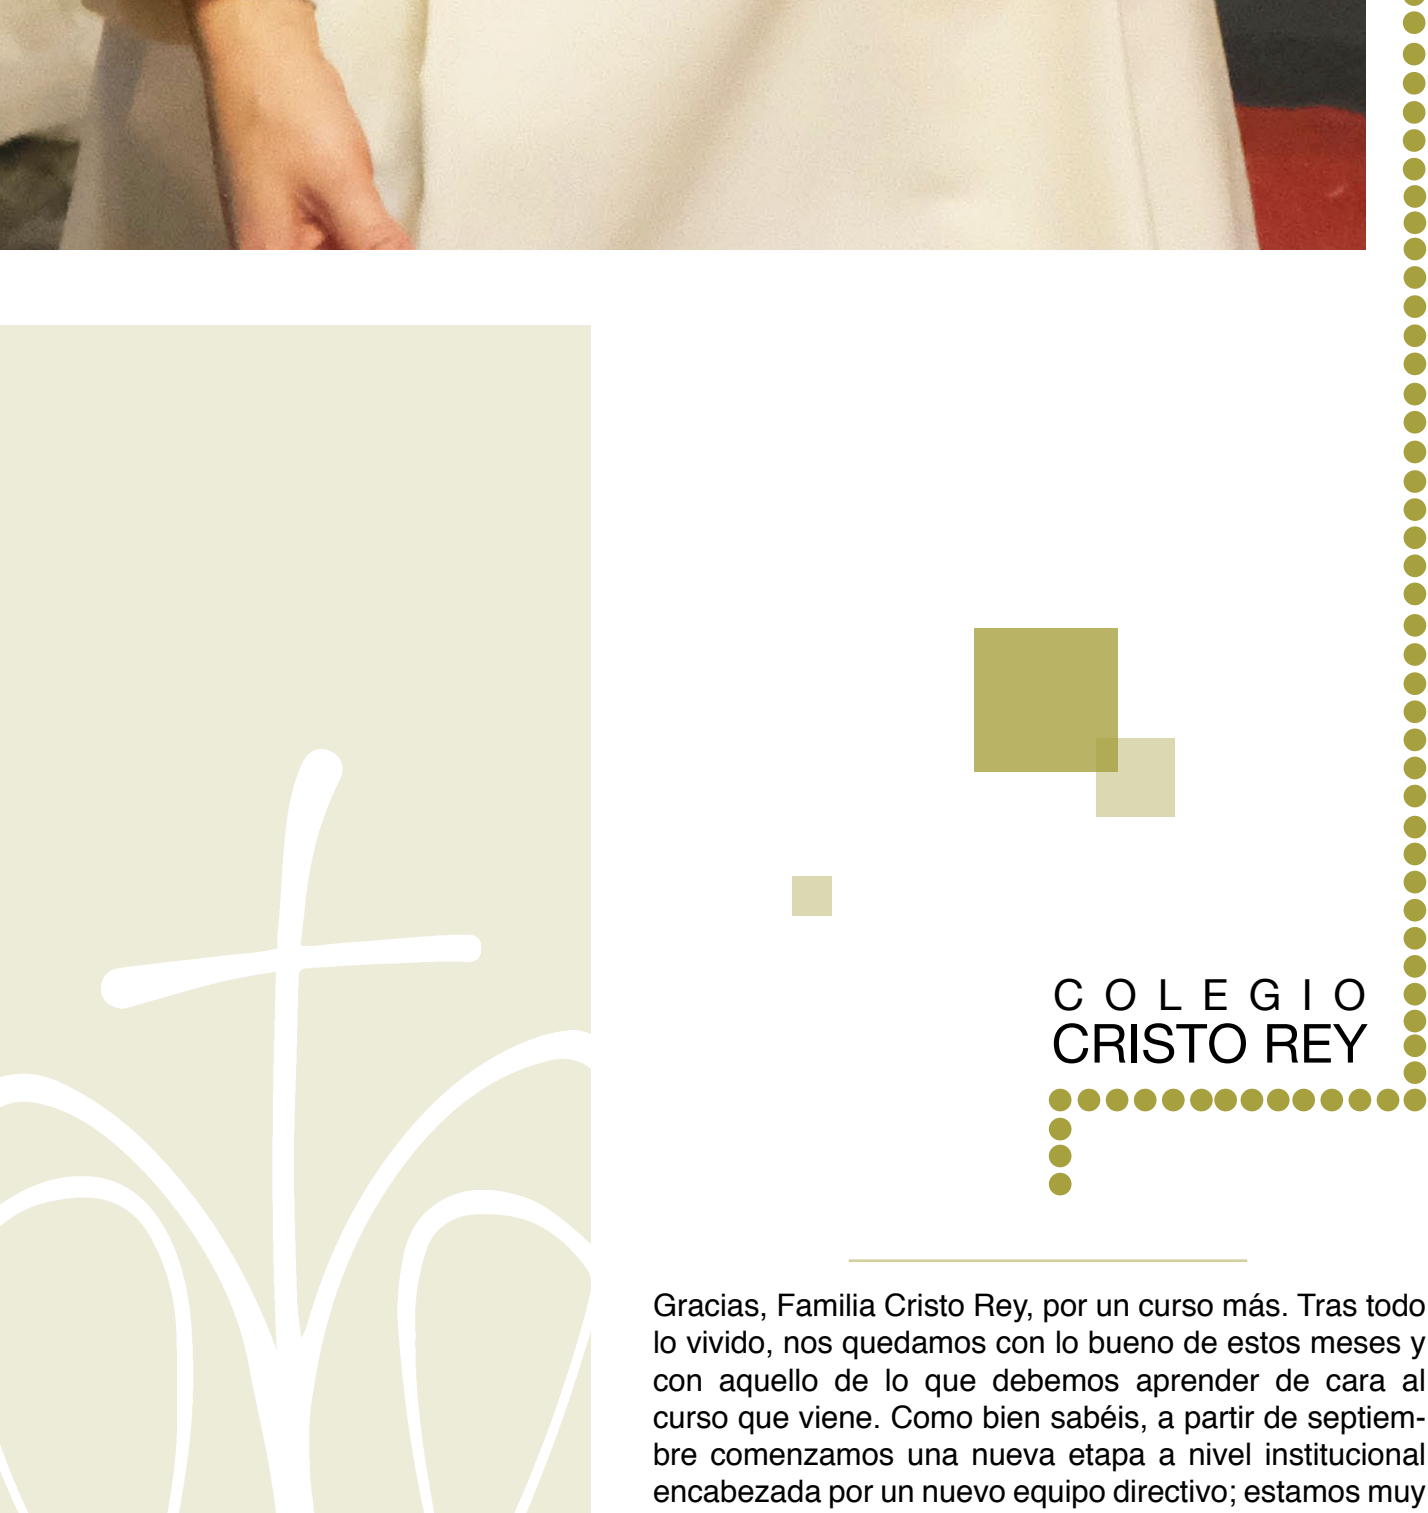 COLEGIO
CRISTO REY
Gracias, Familia Cristo Rey, por un curso más. Tras todo
lo vivido, nos quedamos con lo bueno de estos meses y
con aquello de lo que debemos aprender de cara al
curso que viene. Como bien sabéis, a partir de septiem-
bre comenzamos una nueva etapa a nivel institucional
encabezada por un nuevo equipo directivo; estamos muy